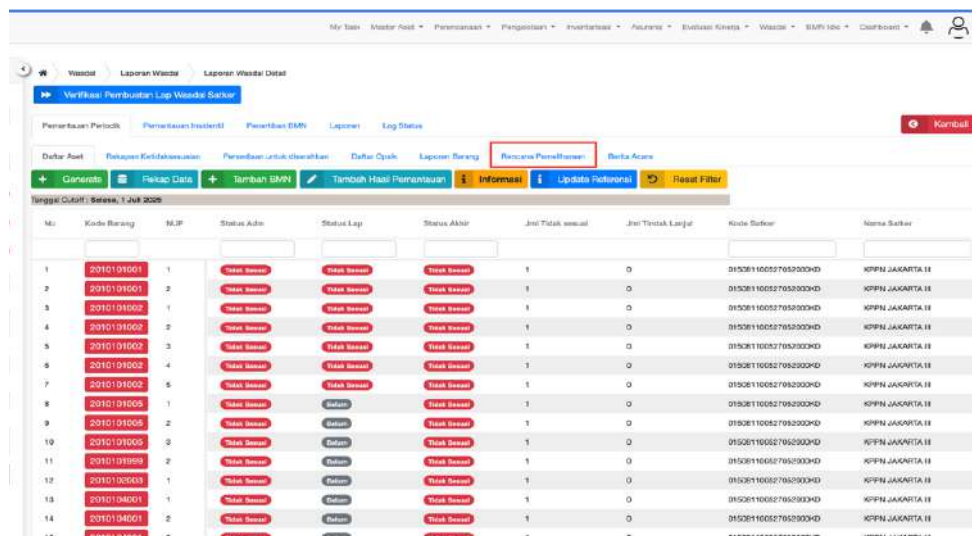 My Task Master Aset Perencanaan Pengelolaan Inventarisasi Asuransi Evaluasi Kinerja Wasdal BMN Idle Dashboard
Wasdal Laporan Wasdal Laporan Wasdal Detail
Verifikasi Pembuatan Lap Wasdal Satker
Pemantauan Periodik Pemantauan Insidentil Penertiban BMN Laporan Log Status Kembali
Daftar Aset Rekapan Ketidaksesuaian Persediaan untuk diserahkan Daftar Opsik Laporan Barang Rencana Pemeliharaan Berita Acara
+ Generate Rekap Data + Tambah BMN Tambah Hasil Pemantauan i Informasi i Update Referensi Reset Filter
Tanggal Cutoff : Selasa, 1 Juli 2025
No Kode Barang NUP Status Adm Status Lap Status Akhir Jml Tidak sesuai Jml Tindak Lanjut Kode Satker Nama Satker
1 2010101001 1 Tidak Sesuai Tidak Sesuai Tidak Sesuai 1 0 015081100527052000KD KPPN JAKARTA III
2 2010101001 2 Tidak Sesuai Tidak Sesuai Tidak Sesuai 1 0 015081100527052000KD KPPN JAKARTA III
3 2010101002 1 Tidak Sesuai Tidak Sesuai Tidak Sesuai 1 0 015081100527052000KD KPPN JAKARTA III
4 2010101002 2 Tidak Sesuai Tidak Sesuai Tidak Sesuai 1 0 015081100527052000KD KPPN JAKARTA III
5 2010101002 3 Tidak Sesuai Tidak Sesuai Tidak Sesuai 1 0 015081100527052000KD KPPN JAKARTA III
6 2010101002 4 Tidak Sesuai Tidak Sesuai Tidak Sesuai 1 0 015081100527052000KD KPPN JAKARTA III
7 2010101002 5 Tidak Sesuai Tidak Sesuai Tidak Sesuai 1 0 015081100527052000KD KPPN JAKARTA III
8 2010101005 1 Tidak Sesuai Belum Tidak Sesuai 1 0 015081100527052000KD KPPN JAKARTA III
9 2010101005 2 Tidak Sesuai Belum Tidak Sesuai 1 0 015081100527052000KD KPPN JAKARTA III
10 2010101005 3 Tidak Sesuai Belum Tidak Sesuai 1 0 015081100527052000KD KPPN JAKARTA III
11 2010101999 2 Tidak Sesuai Belum Tidak Sesuai 1 0 015081100527052000KD KPPN JAKARTA III
12 2010102003 1 Tidak Sesuai Belum Tidak Sesuai 1 0 015081100527052000KD KPPN JAKARTA III
13 2010104001 1 Tidak Sesuai Belum Tidak Sesuai 1 0 015081100527052000KD KPPN JAKARTA III
14 2010104001 2 Tidak Sesuai Belum Tidak Sesuai 1 0 015081100527052000KD KPPN JAKARTA III